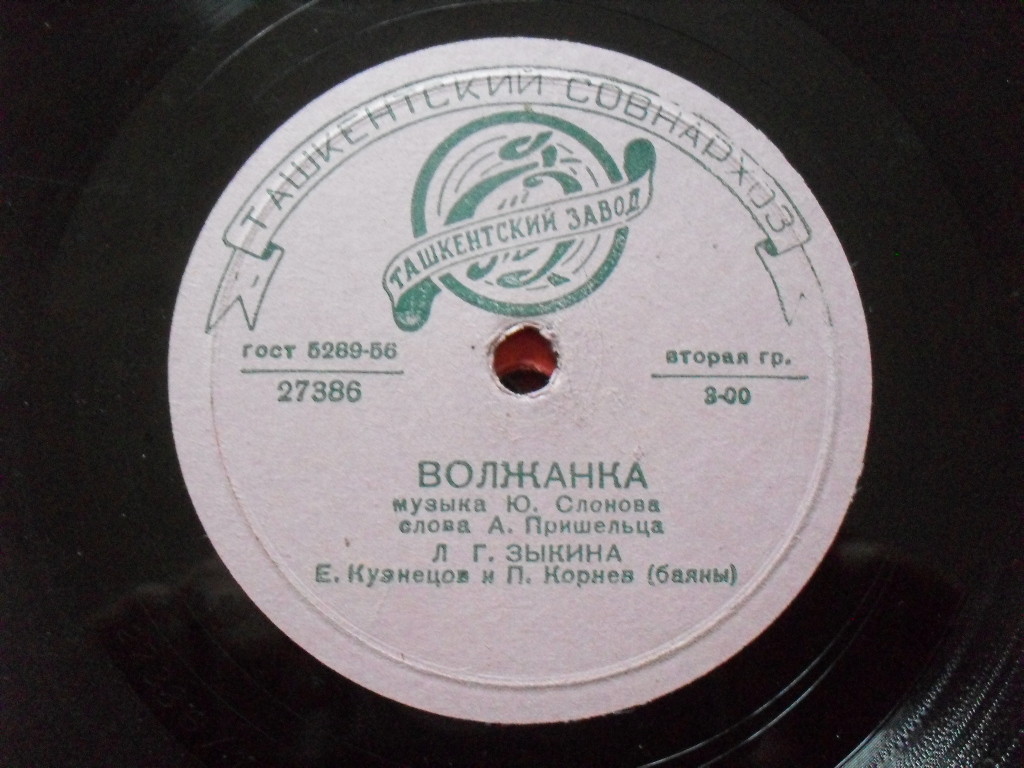 ТАШКЕНТСКИЙ СОВНАРХОЗ
ТАШКЕНТСКИЙ ЗАВОД
гост 5289-56
27386
вторая гр.
3-00
ВОЛЖАНКА
музыка Ю. Слонова
слова А. Пришельца
Л Г. ЗЫКИНА
Е. Кузнецов и П. Корнев (баяны)